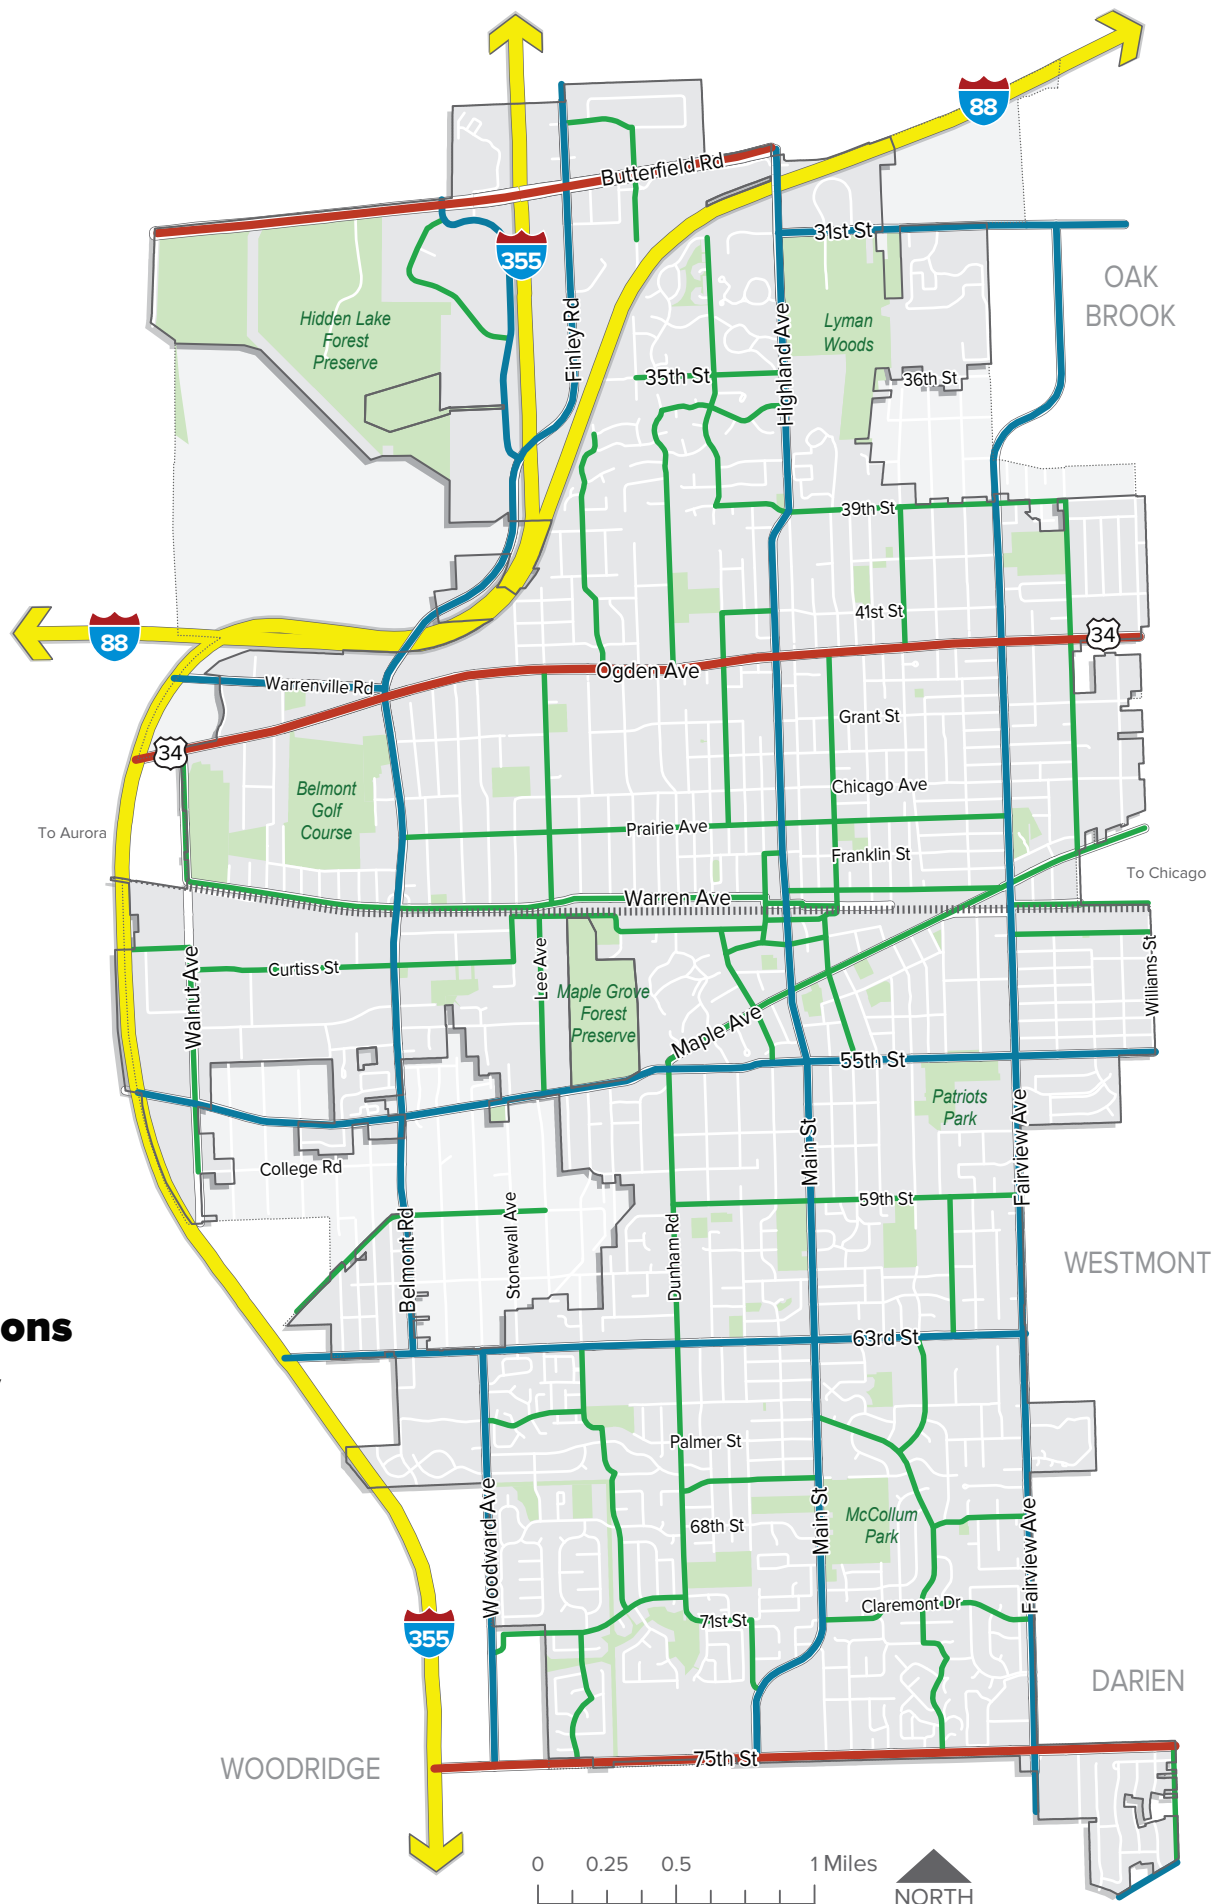 88
Butterfield Rd
31st St
355
OAK
BROOK
Hidden Lake
Forest
Preserve
Finley Rd
Highland Ave
Lyman
Woods
35th St
36th St
39th St
41st St
88
34
Ogden Ave
Warrenville Rd
Grant St
34
Belmont
Golf
Course
Chicago Ave
To Aurora
Prairie Ave
Franklin St
To Chicago
Warren Ave
Walnut Ave
Curtiss St
Lee Ave
Maple Grove
Forest
Preserve
Williams-St
Maple Ave
55th St
Patriots
Park
Main St
Fairview Ave
College Rd
59th St
Stonewall Ave
Dunham Rd
Belmont Rd
WESTMONT
ons
63rd St
Palmer St
Woodward Ave
Main St
McCollum
Park
68th St
Fairview Ave
Claremont Dr
71st St
355
DARIEN
WOODRIDGE
75th St
0 0.25 0.5 1 Miles
NORTH